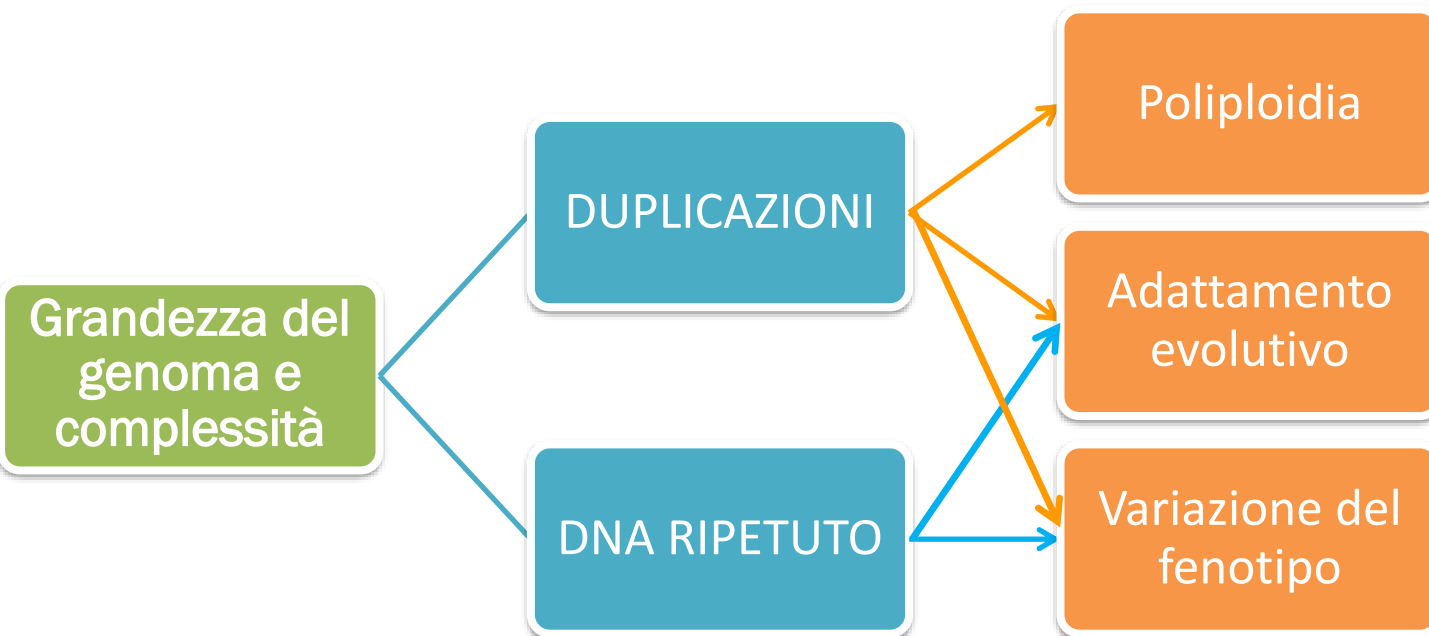 Grandezza del
genoma e
complessità
DUPLICAZIONI
DNA RIPETUTO
Poliploidia
Adattamento
evolutivo
Variazione del
fenotipo